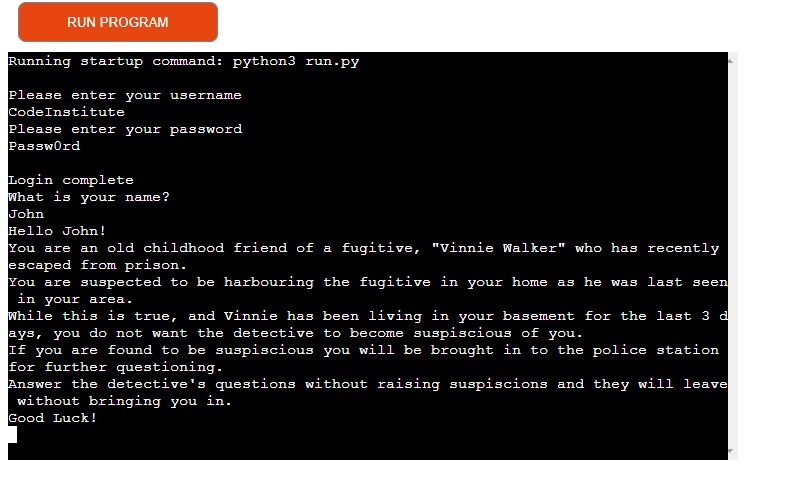 RUN PROGRAM
Running startup command: python3 run.py
Please enter your username
CodeInstitute
Please enter your password
Passw0rd
Login complete
What is your name?
John
Hello John!
You are an old childhood friend of a fugitive, "Vinnie Walker" who has recently
escaped from prison.
You are suspected to be harbouring the fugitive in your home as he was last seen
 in your area.
While this is true, and Vinnie has been living in your basement for the last 3 d
ays, you do not want the detective to become suspiscious of you.
If you are found to be suspiscious you will be brought in to the police station
for further questioning.
Answer the detective's questions without raising suspiscions and they will leave
 without bringing you in.
Good Luck!